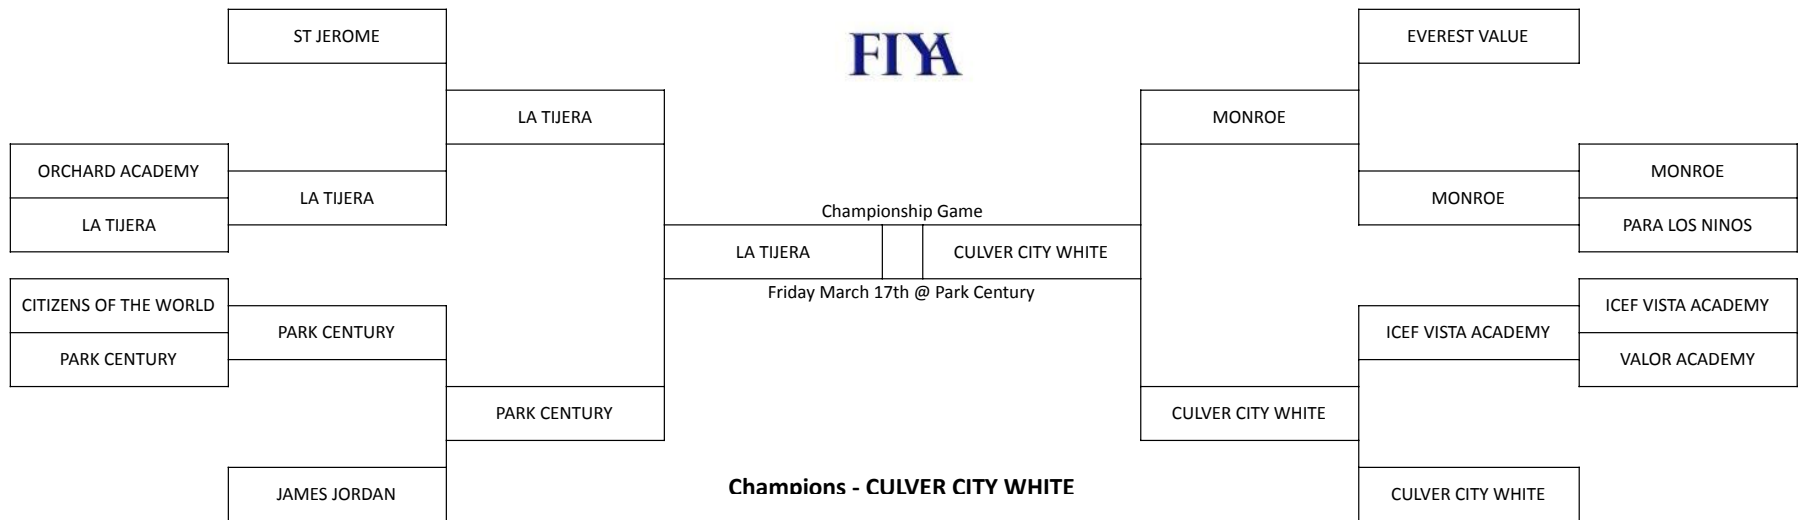 ST JEROME
FIYA
EVEREST VALUE
LA TIJERA
MONROE
ORCHARD ACADEMY
MONROE
LA TIJERA
MONROE
LA TIJERA
PARA LOS NINOS
Championship Game
LA TIJERA
CULVER CITY WHITE
Friday March 17th @ Park Century
CITIZENS OF THE WORLD
ICEF VISTA ACADEMY
PARK CENTURY
ICEF VISTA ACADEMY
PARK CENTURY
VALOR ACADEMY
PARK CENTURY
CULVER CITY WHITE
JAMES JORDAN
Champions - CULVER CITY WHITE
CULVER CITY WHITE